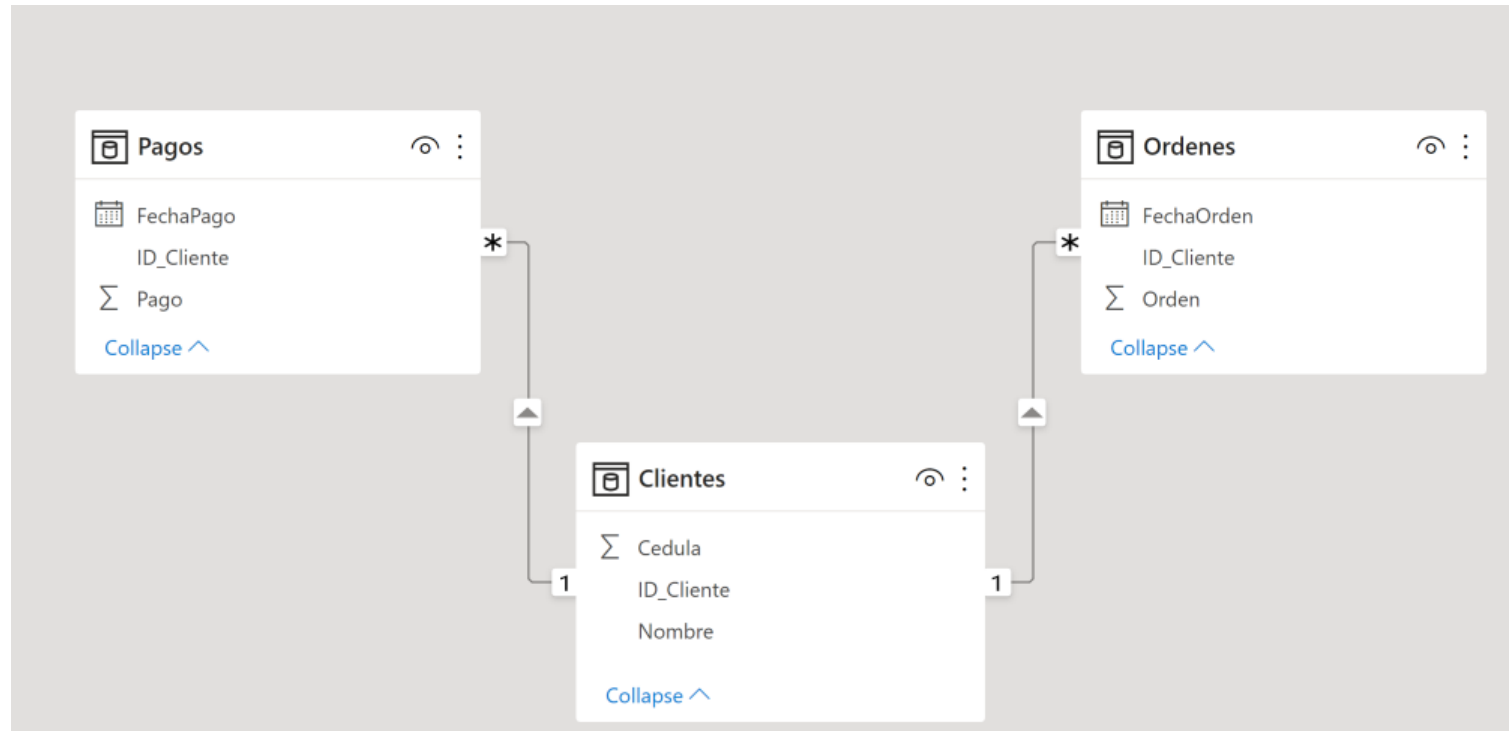 Pagos
FechaPago
ID_Cliente
Pago
Collapse
*
1
Ordenes
FechaOrden
ID_Cliente
Orden
Collapse
*
1
Clientes
Cedula
ID_Cliente
Nombre
Collapse